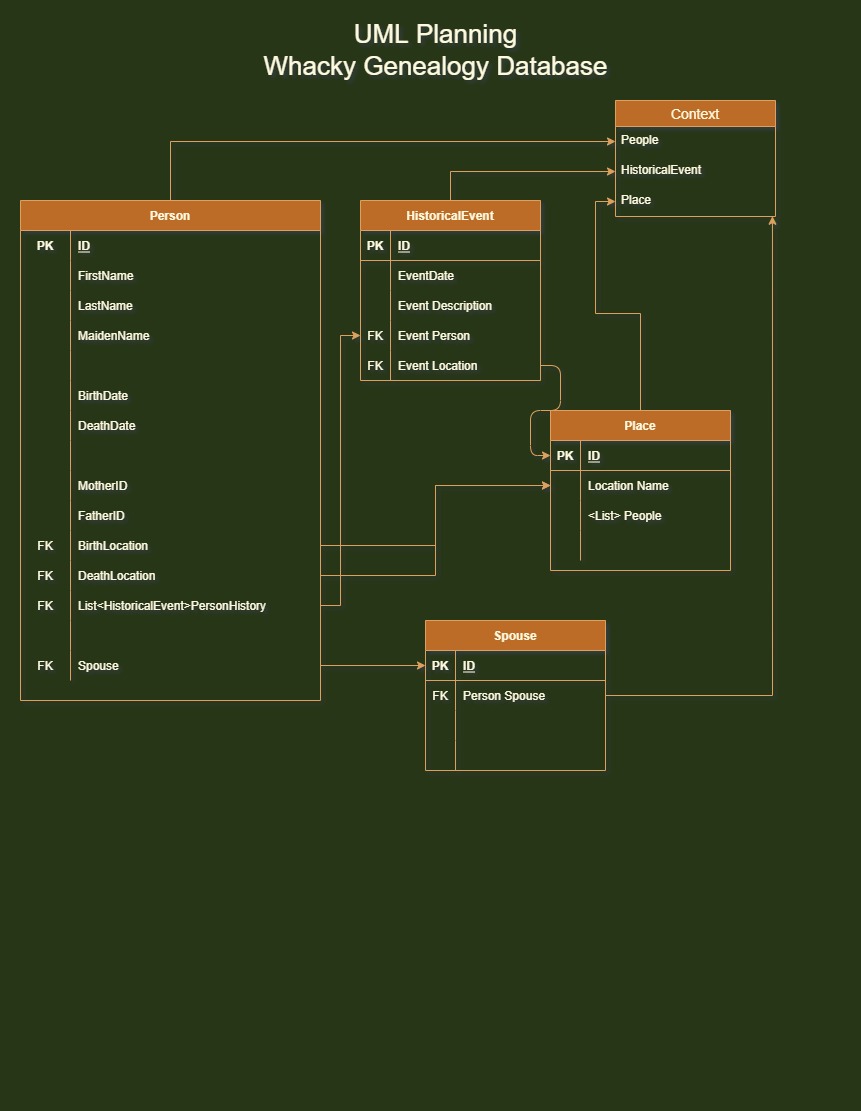 UML Planning
Whacky Genealogy Database
Context
People
HistoricalEvent
Place
Person
PK ID
FirstName
LastName
MaidenName
BirthDate
DeathDate
MotherID
FatherID
FK BirthLocation
FK DeathLocation
FK List<HistoricalEvent>PersonHistory
FK Spouse
HistoricalEvent
PK ID
EventDate
Event Description
FK Event Person
FK Event Location
Place
PK ID
Location Name
<List> People
Spouse
PK ID
FK Person Spouse